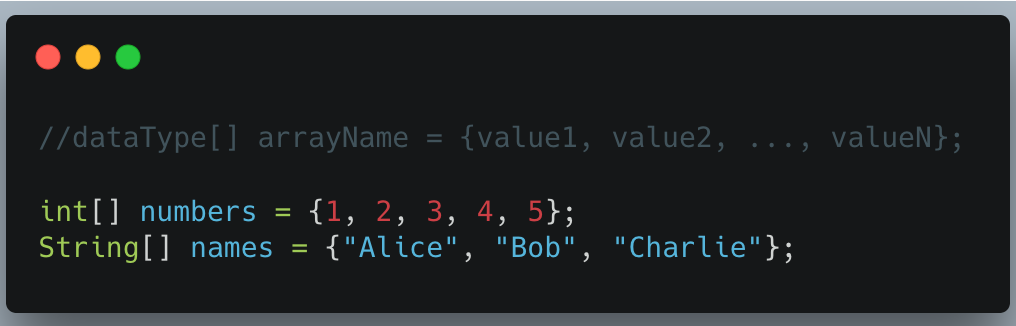 //dataType[] arrayName = {value1, value2, ..., valueN};
int[] numbers = {1, 2, 3, 4, 5};
String[] names = {"Alice", "Bob", "Charlie"};